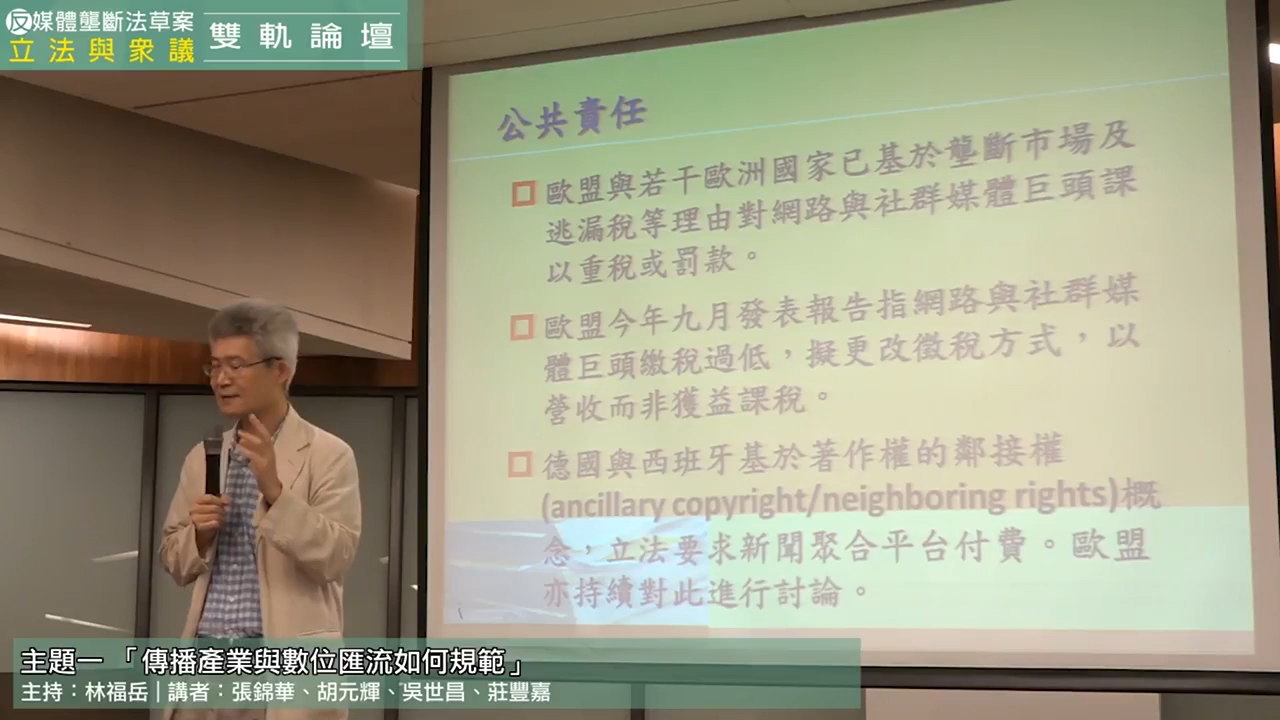 反媒體壟斷法草案
立法與眾議
雙軌論壇
公共責任
歐盟與若干歐洲國家已基於壟斷市場及
逃漏稅等理由對網路與社群媒體巨頭課
以重稅或罰款。
歐盟今年九月發表報告指網路與社群媒
體巨頭繳稅過低，擬更改徵稅方式，以
營收而非獲益課稅。
德國與西班牙基於著作權的鄰接權
(ancillary copyright/neighboring rights)概
念，立法要求新聞聚合平台付費。歐盟
亦持續對此進行討論。
主題一 「傳播產業與數位匯流如何規範」
主持：林福岳│講者：張錦華、胡元輝、吳世昌、莊豐嘉